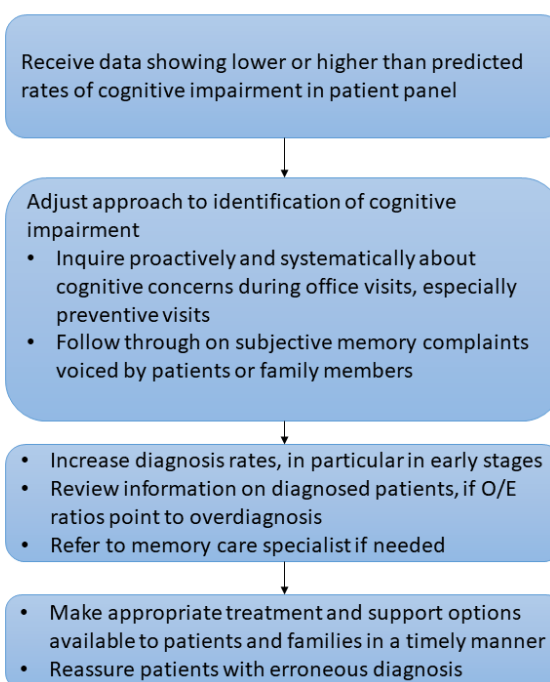 Receive data showing lower or higher than predicted
rates of cognitive impairment in patient panel
Adjust approach to identification of cognitive
impairment
• Inquire proactively and systematically about
cognitive concerns during office visits, especially
preventive visits
• Follow through on subjective memory complaints
voiced by patients or family members
• Increase diagnosis rates, in particular in early stages
• Review information on diagnosed patients, if O/E
ratios point to overdiagnosis
• Refer to memory care specialist if needed
• Make appropriate treatment and support options
available to patients and families in a timely manner
• Reassure patients with erroneous diagnosis